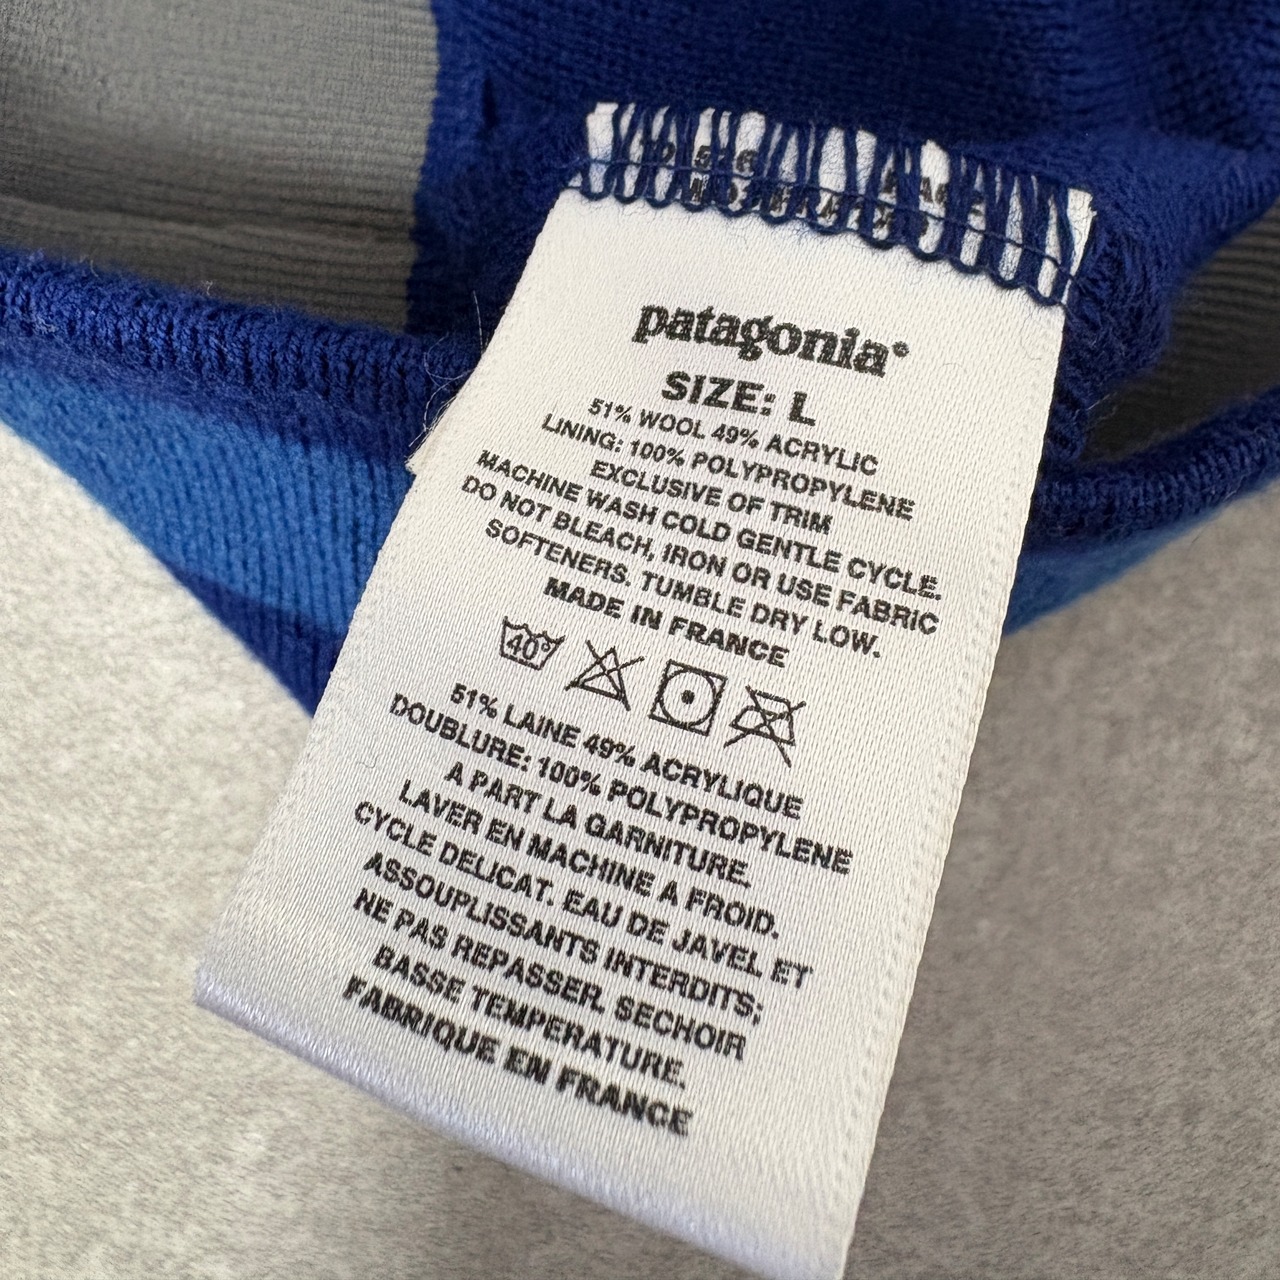 patagonia®
SIZE: L
51% WOOL 49% ACRYLIC
LINING: 100% POLYPROPYLENE
EXCLUSIVE OF TRIM
MACHINE WASH COLD GENTLE CYCLE.
DO NOT BLEACH, IRON OR USE FABRIC
SOFTENERS. TUMBLE DRY LOW.
MADE IN FRANCE
40°
51% LAINE 49% ACRYLIQUE
DOUBLURE: 100% POLYPROPYLENE
A PART LA GARNITURE.
LAVER EN MACHINE A FROID.
CYCLE DELICAT. EAU DE JAVEL ET
ASSOUPLISSANTS INTERDITS;
NE PAS REPASSER. SECHOIR
BASSE TEMPERATURE.
FABRIQUE EN FRANCE